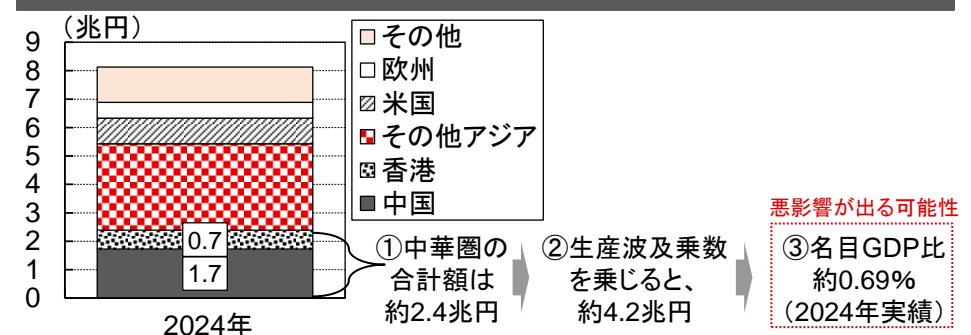 （兆円）
9
8
7
6
5
4
3
2
1
0
0.7
1.7
2024年
その他
欧州
米国
その他アジア
香港
中国
①中華圏の
合計額は
約2.4兆円
②生産波及乗数
を乗じると、
約4.2兆円
悪影響が出る可能性
③名目GDP比
約0.69%
（2024年実績）